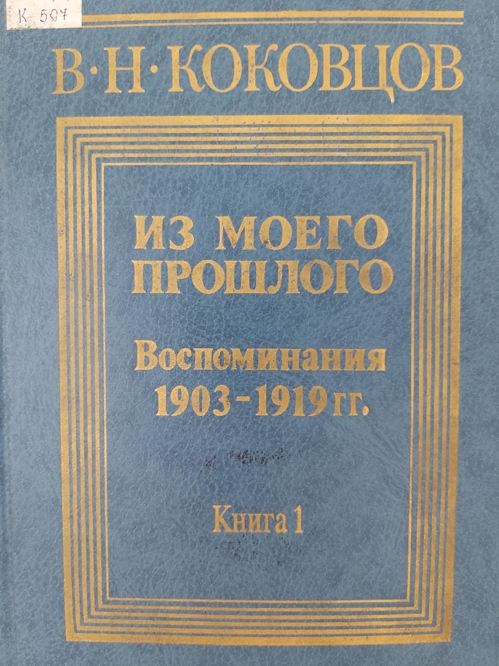 К 507
В·Н·КОКОВЦОВ
ИЗ МОЕГО
ПРОШЛОГО
Воспоминания
1903-1919 гг.
Книга 1